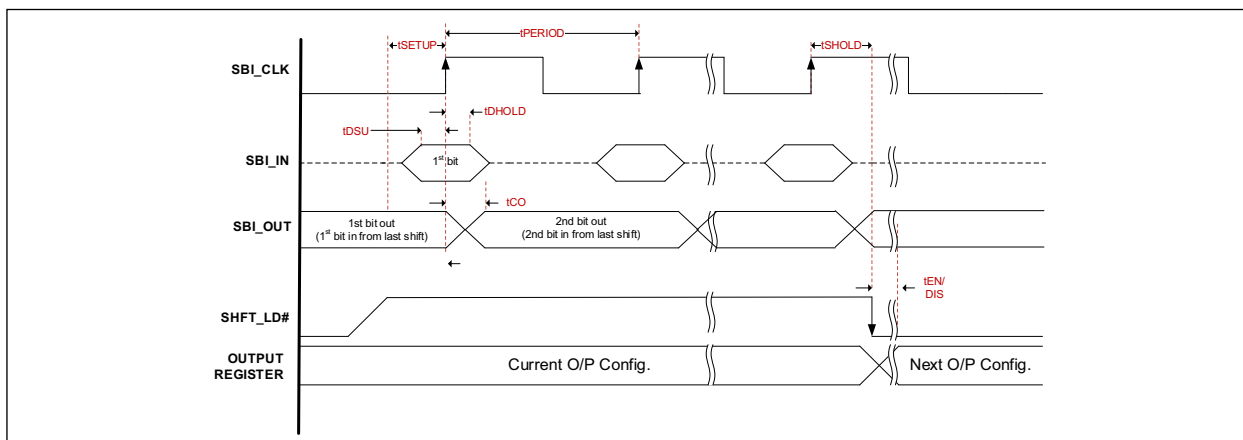 tSETUP
tPERIOD
tSHOLD
SBI_CLK
tDHOLD
tDSU
SBI_IN
1st bit
tCO
SBI_OUT
1st bit out
(1st bit in from last shift)
2nd bit out
(2nd bit in from last shift)
tEN/
DIS
SHFT_LD#
OUTPUT
REGISTER
Current O/P Config.
Next O/P Config.